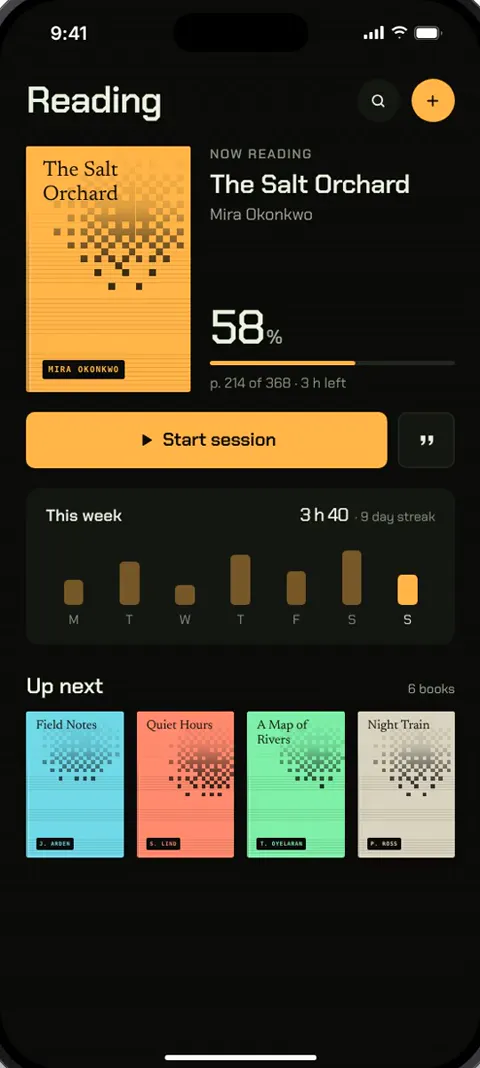 9:41
Reading
The Salt
Orchard
MIRA OKONKWO
NOW READING
The Salt Orchard
Mira Okonkwo
58%
p. 214 of 368 · 3 h left
Start session
This week
3 h 40 · 9 day streak
M T W T F S S
Up next
6 books
Field Notes
J. ARDEN
Quiet Hours
S. LIND
A Map of
Rivers
T. OYELARAN
Night Train
P. ROSS